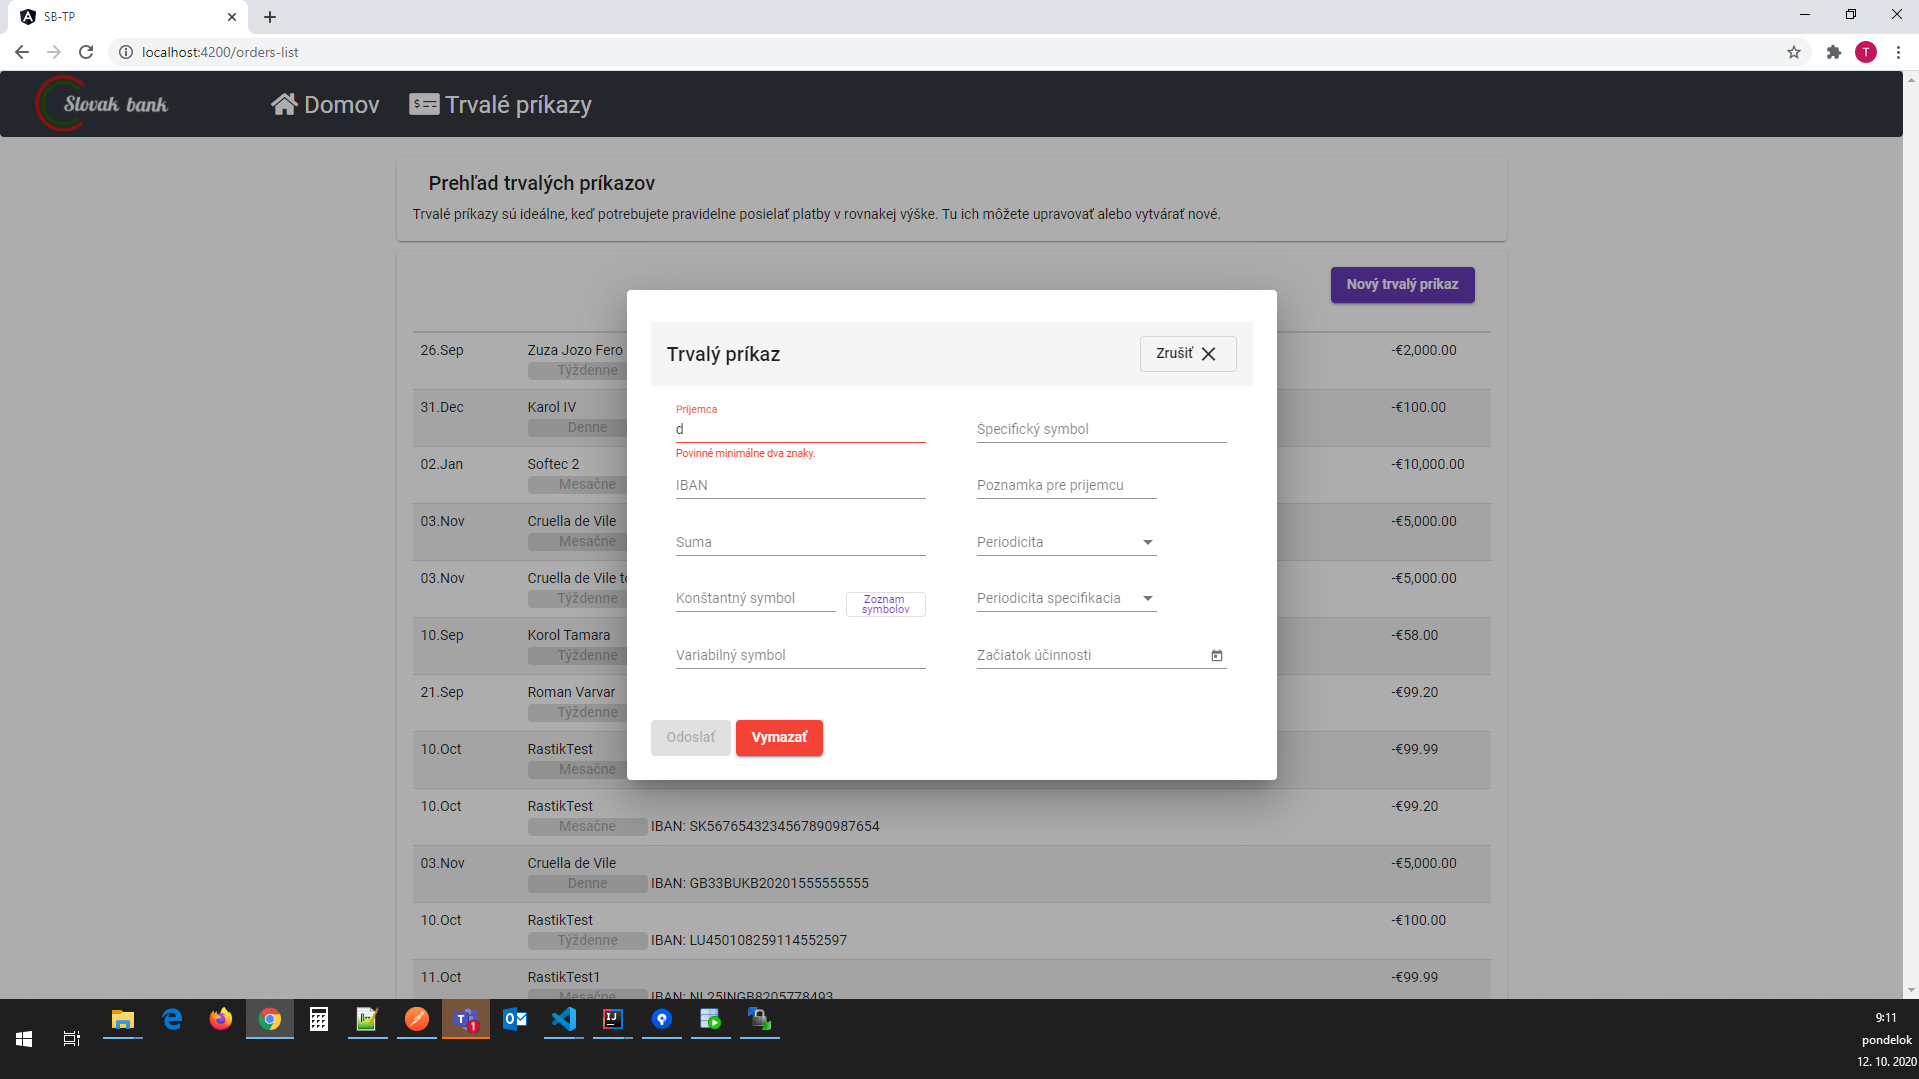 SB-TP
localhost:4200/orders-list
T
Slovak bank
Domov
Trvalé príkazy
Prehľad trvalých príkazov
Trvalé príkazy sú ideálne, keď potrebujete pravidelne posielať platby v rovnakej výške. Tu ich môžete upravovať alebo vytvárať nové.
Nový trvalý príkaz
26.Sep
Zuza Jozo Fero
-€2,000.00
Týždenne
31.Dec
Karol IV
-€100.00
Denne
02.Jan
Softec 2
-€10,000.00
Mesačne
03.Nov
Cruella de Vile
-€5,000.00
Mesačne
03.Nov
Cruella de Vile
-€5,000.00
Týždenne
10.Sep
Korol Tamara
-€58.00
Týždenne
21.Sep
Roman Varvar
-€99.20
Týždenne
10.Oct
RastikTest
-€99.99
Mesačne
10.Oct
RastikTest
-€99.20
Mesačne
IBAN: SK5676543234567890987654
03.Nov
Cruella de Vile
-€5,000.00
Denne
IBAN: GB33BUKB20201555555555
10.Oct
RastikTest
-€100.00
Týždenne
IBAN: LU450108259114552597
11.Oct
RastikTest1
-€99.99
Mesačne
IBAN: NL25INGB8205778493
Trvalý príkaz
Zrušiť
Príjemca
d
Povinné minimálne dva znaky.
Špecifický symbol
IBAN
Poznamka pre prijemcu
Suma
Periodicita
Konštantný symbol
Zoznam
symbolov
Periodicita specifikacia
Variabilný symbol
Začiatok účinnosti
Odoslať
Vymazať
1
9:11
pondelok
12. 10. 2020